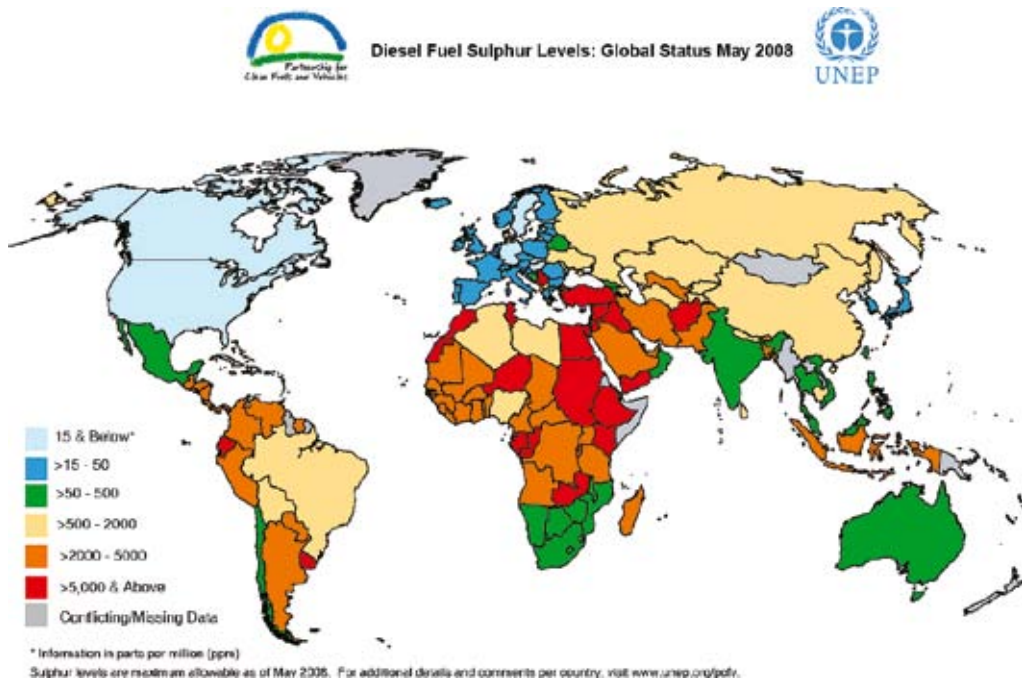 Partnership for
Clean Fuels and Vehicles
Diesel Fuel Sulphur Levels: Global Status May 2008
UNEP
15 & Below*
>15 - 50
>50 - 500
>500 - 2000
>2000 - 5000
>5,000 & Above
Conflicting/Missing Data
* Information in parts per million (ppm)
Sulphur levels are maximum allowable as of May 2008. For additional details and comments per country, visit www.unep.org/pcfv.